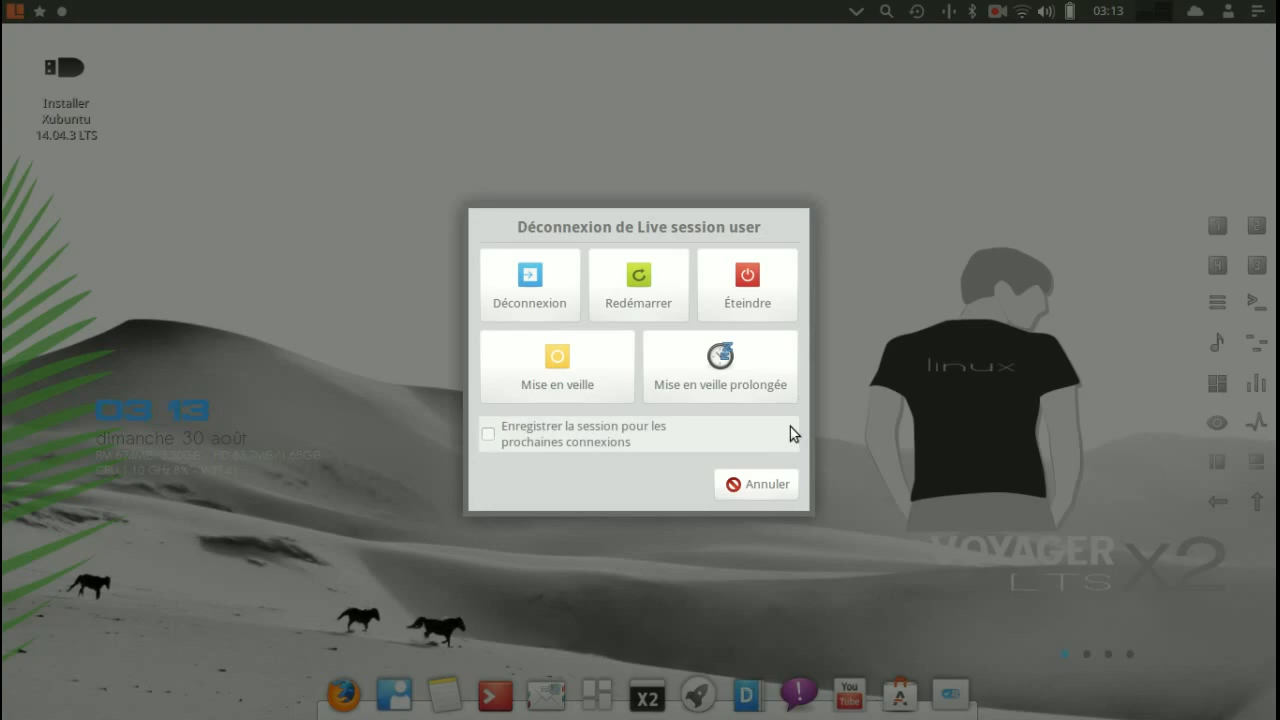 03:13
Installer
Xubuntu
14.04.3 LTS
Déconnexion de Live session user
Déconnexion
Redémarrer
Éteindre
Mise en veille
Mise en veille prolongée
Enregistrer la session pour les
prochaines connexions
Annuler
03 13
dimanche 30 août
linux
VOYAGER X2
LTS
X2
D
You
Tube
A